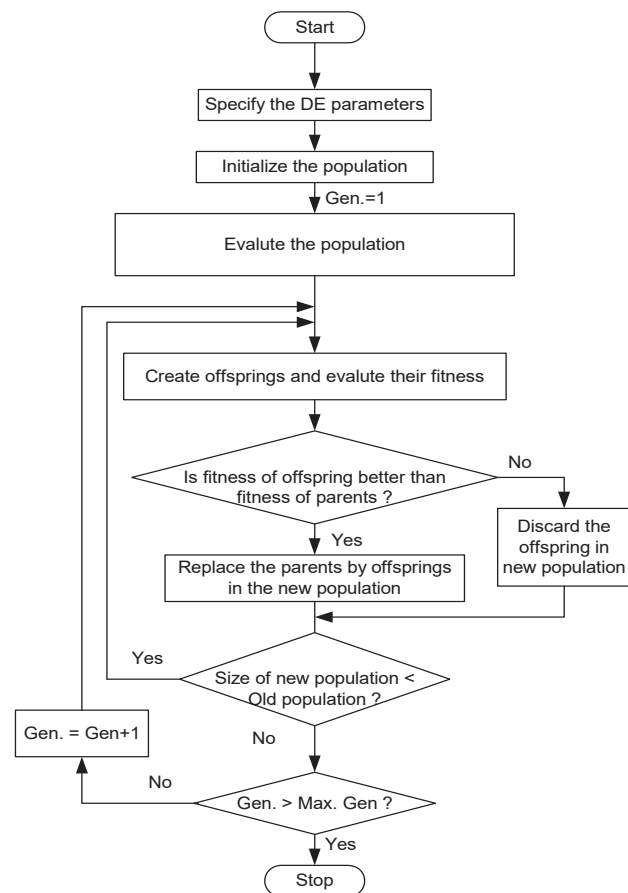 Start
Specify the DE parameters
Initialize the population
Gen.=1
Evalute the population
Create offsprings and evalute their fitness
Is fitness of offspring better than
fitness of parents ?
No
Yes
Discard the
offspring in
new population
Replace the parents by offsprings
in the new population
Yes
Size of new population <
Old population ?
Gen. = Gen+1
No
No
Gen. > Max. Gen ?
Yes
Stop